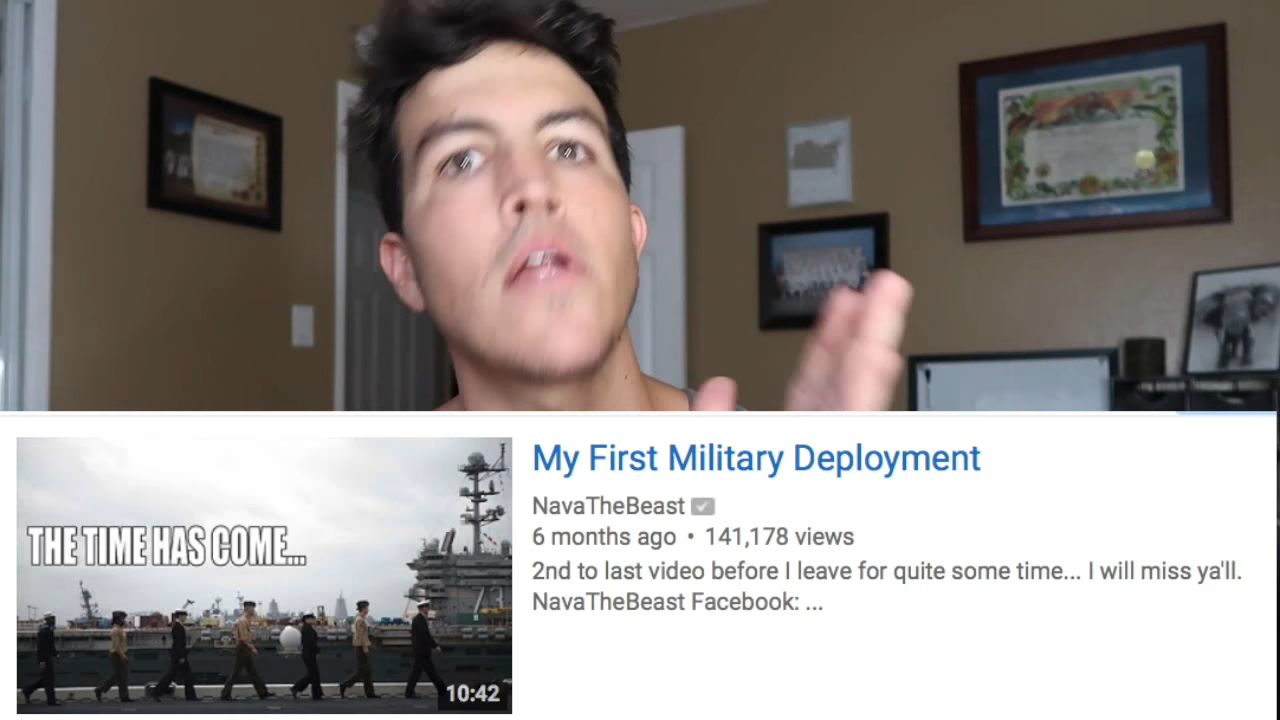 My First Military Deployment
NavaTheBeast
6 months ago • 141,178 views
2nd to last video before I leave for quite some time... I will miss ya'll.
NavaTheBeast Facebook: ...
THE TIME HAS COME...
73
10:42